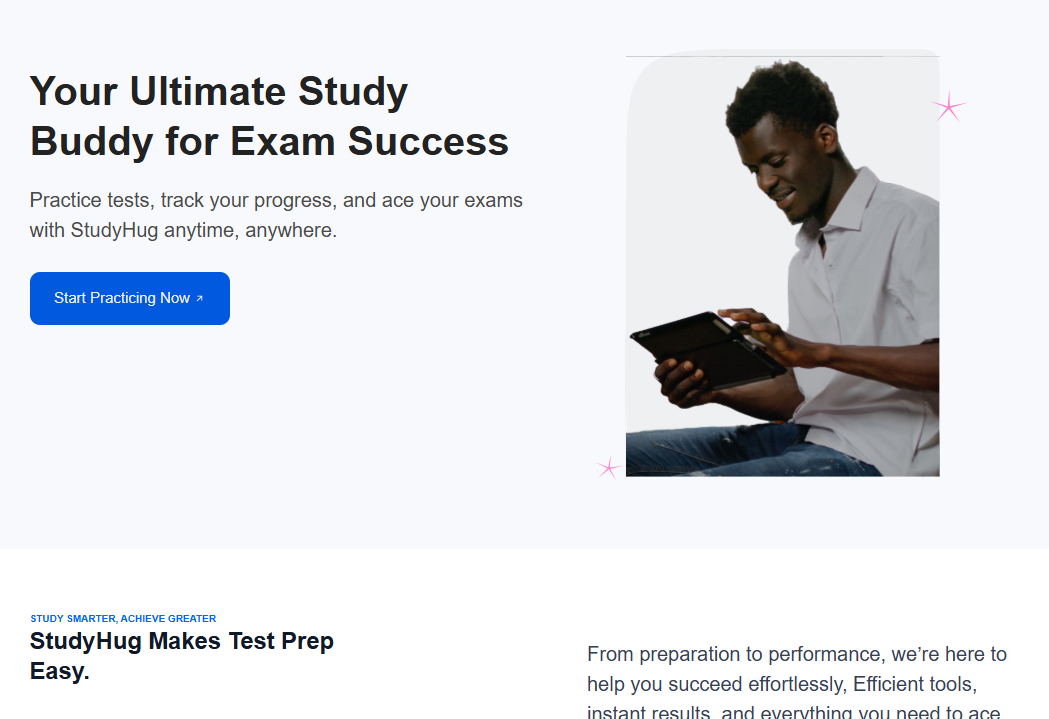 Your Ultimate Study
Buddy for Exam Success
Practice tests, track your progress, and ace your exams
with StudyHug anytime, anywhere.
Start Practicing Now ↗
STUDY SMARTER, ACHIEVE GREATER
StudyHug Makes Test Prep
Easy.
From preparation to performance, we’re here to
help you succeed effortlessly, Efficient tools,
instant results, and everything you need to ace